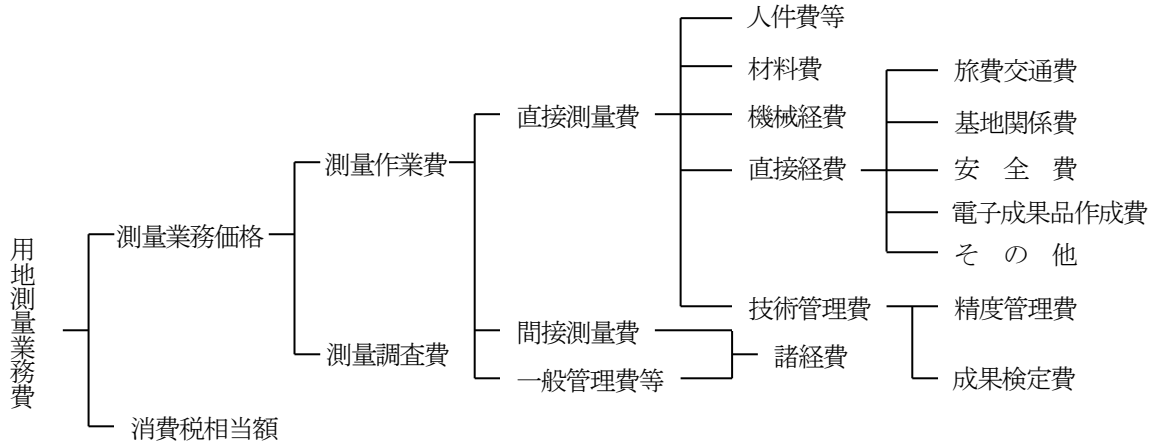 用地測量業務費
測量業務価格
消費税相当額
測量作業費
測量調査費
直接測量費
間接測量費
一般管理費等
諸経費
人件費等
材料費
機械経費
直接経費
技術管理費
旅費交通費
基地関係費
安 全 費
電子成果品作成費
そ の 他
精度管理費
成果検定費